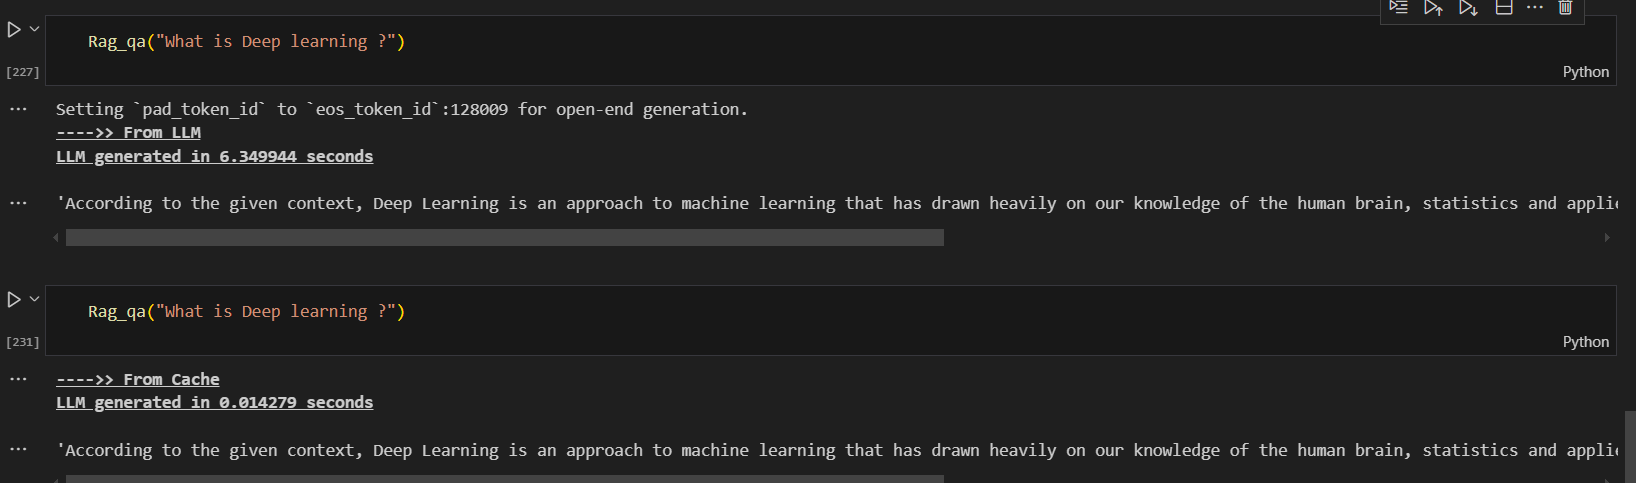 Rag_qa("What is Deep learning ?")
[227]
Python
Setting `pad_token_id` to `eos_token_id`:128009 for open-end generation.
---->> From LLM
LLM generated in 6.349944 seconds
'According to the given context, Deep Learning is an approach to machine learning that has drawn heavily on our knowledge of the human brain, statistics and applie
Rag_qa("What is Deep learning ?")
[231]
Python
---->> From Cache
LLM generated in 0.014279 seconds
'According to the given context, Deep Learning is an approach to machine learning that has drawn heavily on our knowledge of the human brain, statistics and applie